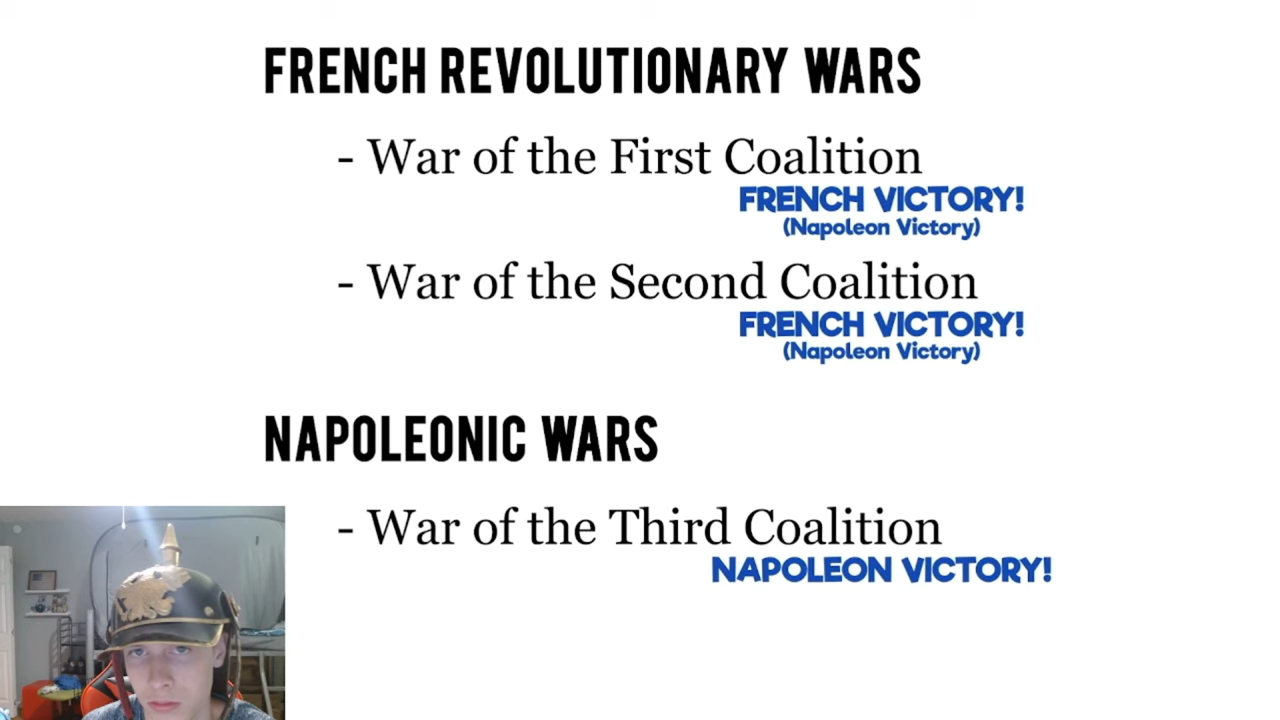 FRENCH REVOLUTIONARY WARS
- War of the First Coalition
FRENCH VICTORY!
(Napoleon Victory)
- War of the Second Coalition
FRENCH VICTORY!
(Napoleon Victory)
NAPOLEONIC WARS
- War of the Third Coalition
NAPOLEON VICTORY!